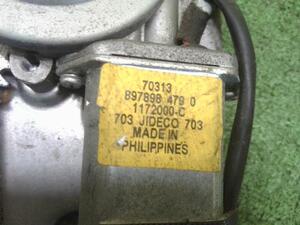 70313
897898 479 0
1172000-C
703 JIDECO 703
MADE IN
PHILIPPINES